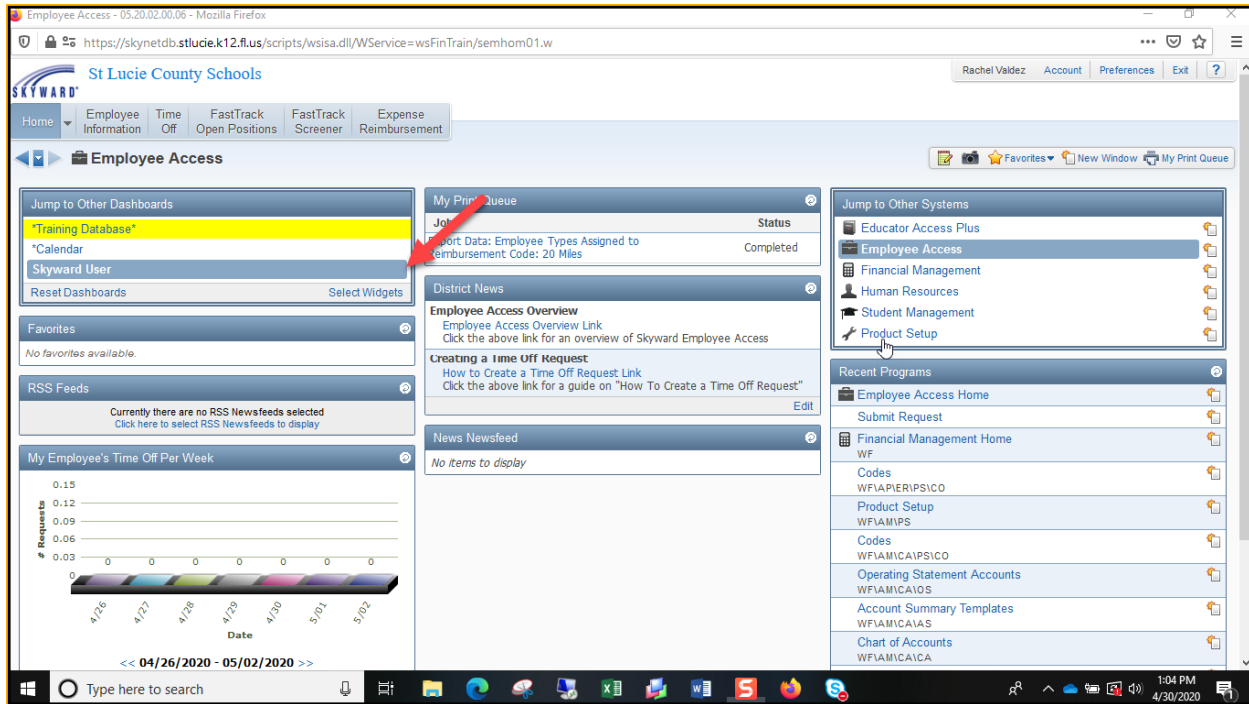 Employee Access - 05.20.02.00.06 - Mozilla Firefox
https://skynetdb.stlucie.k12.fl.us/scripts/wsisa.dll/WService=wsFinTrain/semhom01.w
SKYWARD
St Lucie County Schools
Rachel Valdez Account Preferences Exit ?
Home
Employee Information
Time Off
FastTrack Open Positions
FastTrack Screener
Expense Reimbursement
Employee Access
Favorites New Window My Print Queue
Jump to Other Dashboards
*Training Database*
*Calendar
Skyward User
Reset Dashboards Select Widgets
Favorites
No favorites available.
RSS Feeds
Currently there are no RSS Newsfeeds selected
Click here to select RSS Newsfeeds to display
My Employee's Time Off Per Week
0.15
0.12
0.09
0.06
0.03
0
# Requests
0 0 0 0 0 0 0
4/26 4/27 4/28 4/29 4/30 5/01 5/02
Date
<< 04/26/2020 - 05/02/2020 >>
My Print Queue
Status
Data: Employee Types Assigned to
Reimbursement Code: 20 Miles
Completed
District News
Employee Access Overview
Employee Access Overview Link
Click the above link for an overview of Skyward Employee Access
Creating a Time Off Request
How to Create a Time Off Request Link
Click the above link for a guide on "How To Create a Time Off Request"
Edit
News Newsfeed
No items to display
Jump to Other Systems
Educator Access Plus
Employee Access
Financial Management
Human Resources
Student Management
Product Setup
Recent Programs
Employee Access Home
Submit Request
Financial Management Home
WF
Codes
WF\AP\ER\PS\CO
Product Setup
WF\AM\PS
Codes
WF\AM\CA\PS\CO
Operating Statement Accounts
WF\AM\CA\OS
Account Summary Templates
WF\AM\CA\AS
Chart of Accounts
WF\AM\CA\CA
Type here to search
1:04 PM
4/30/2020